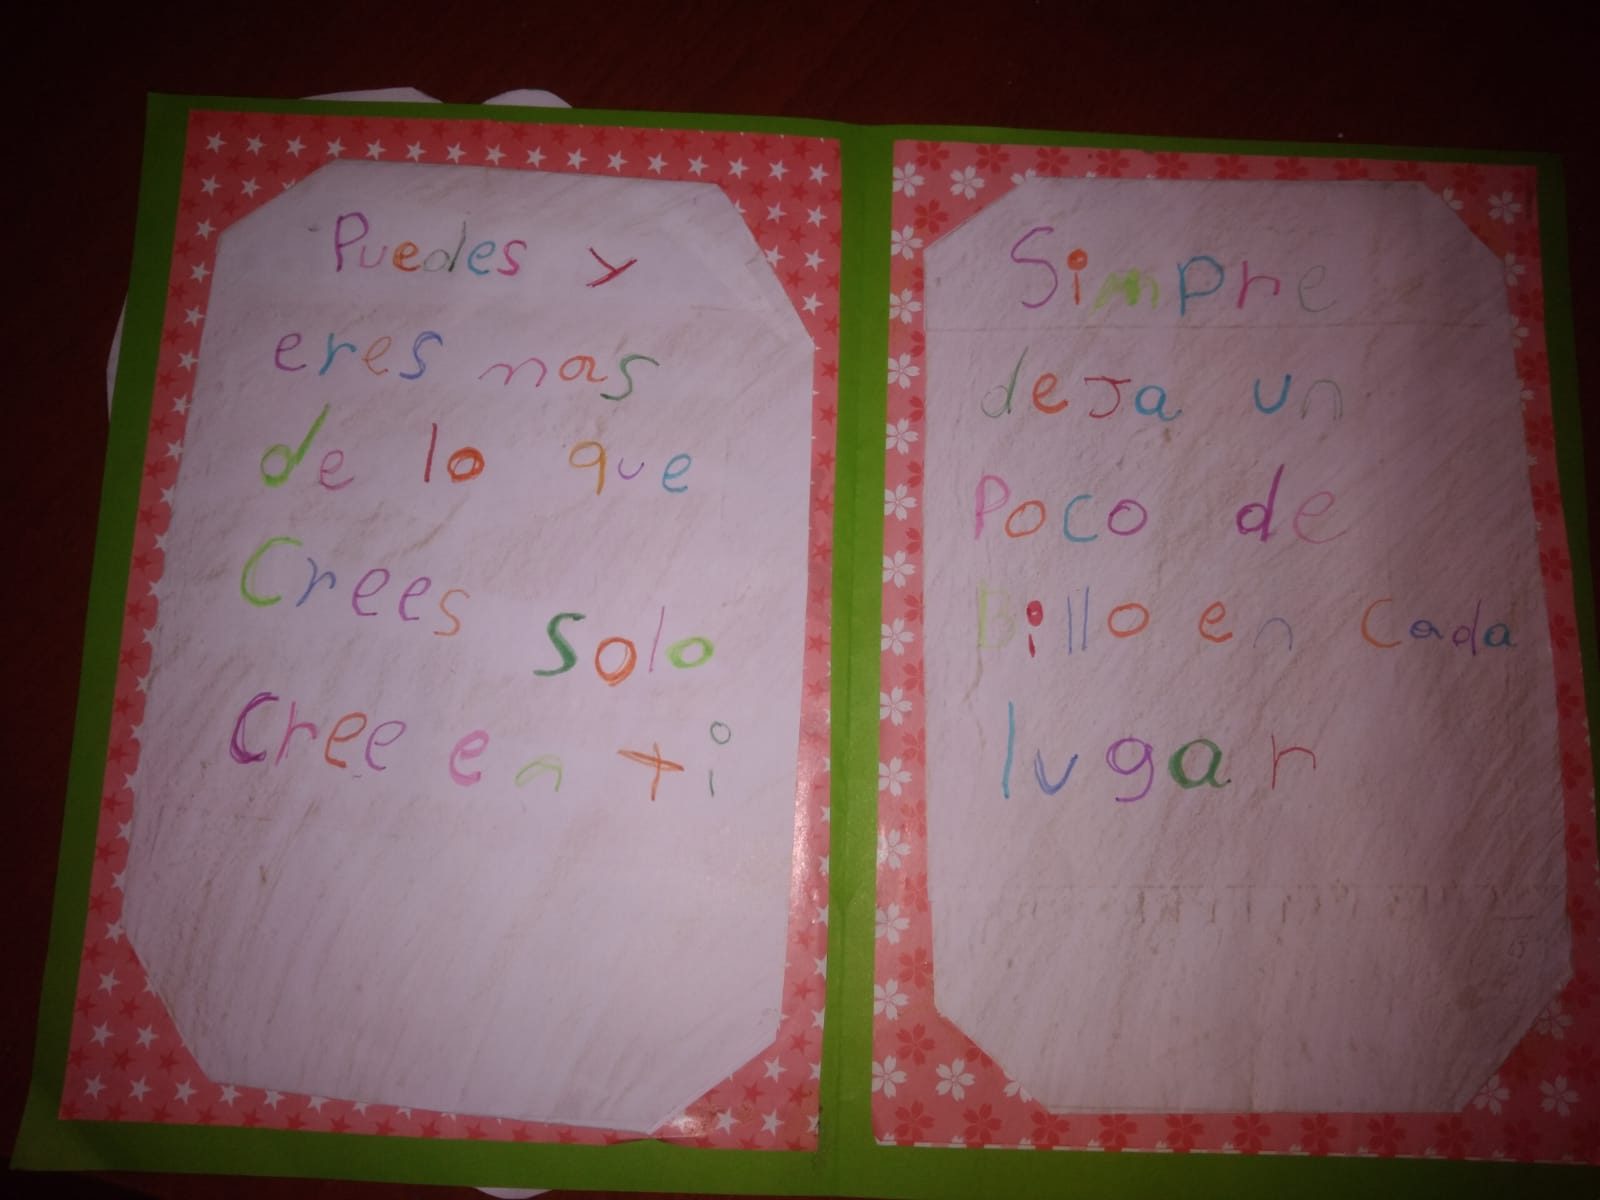 Puedes y
eres mas
de lo que
Crees solo
Cree en ti
Simpre
deja un
Poco de
Billo en cada
lugar